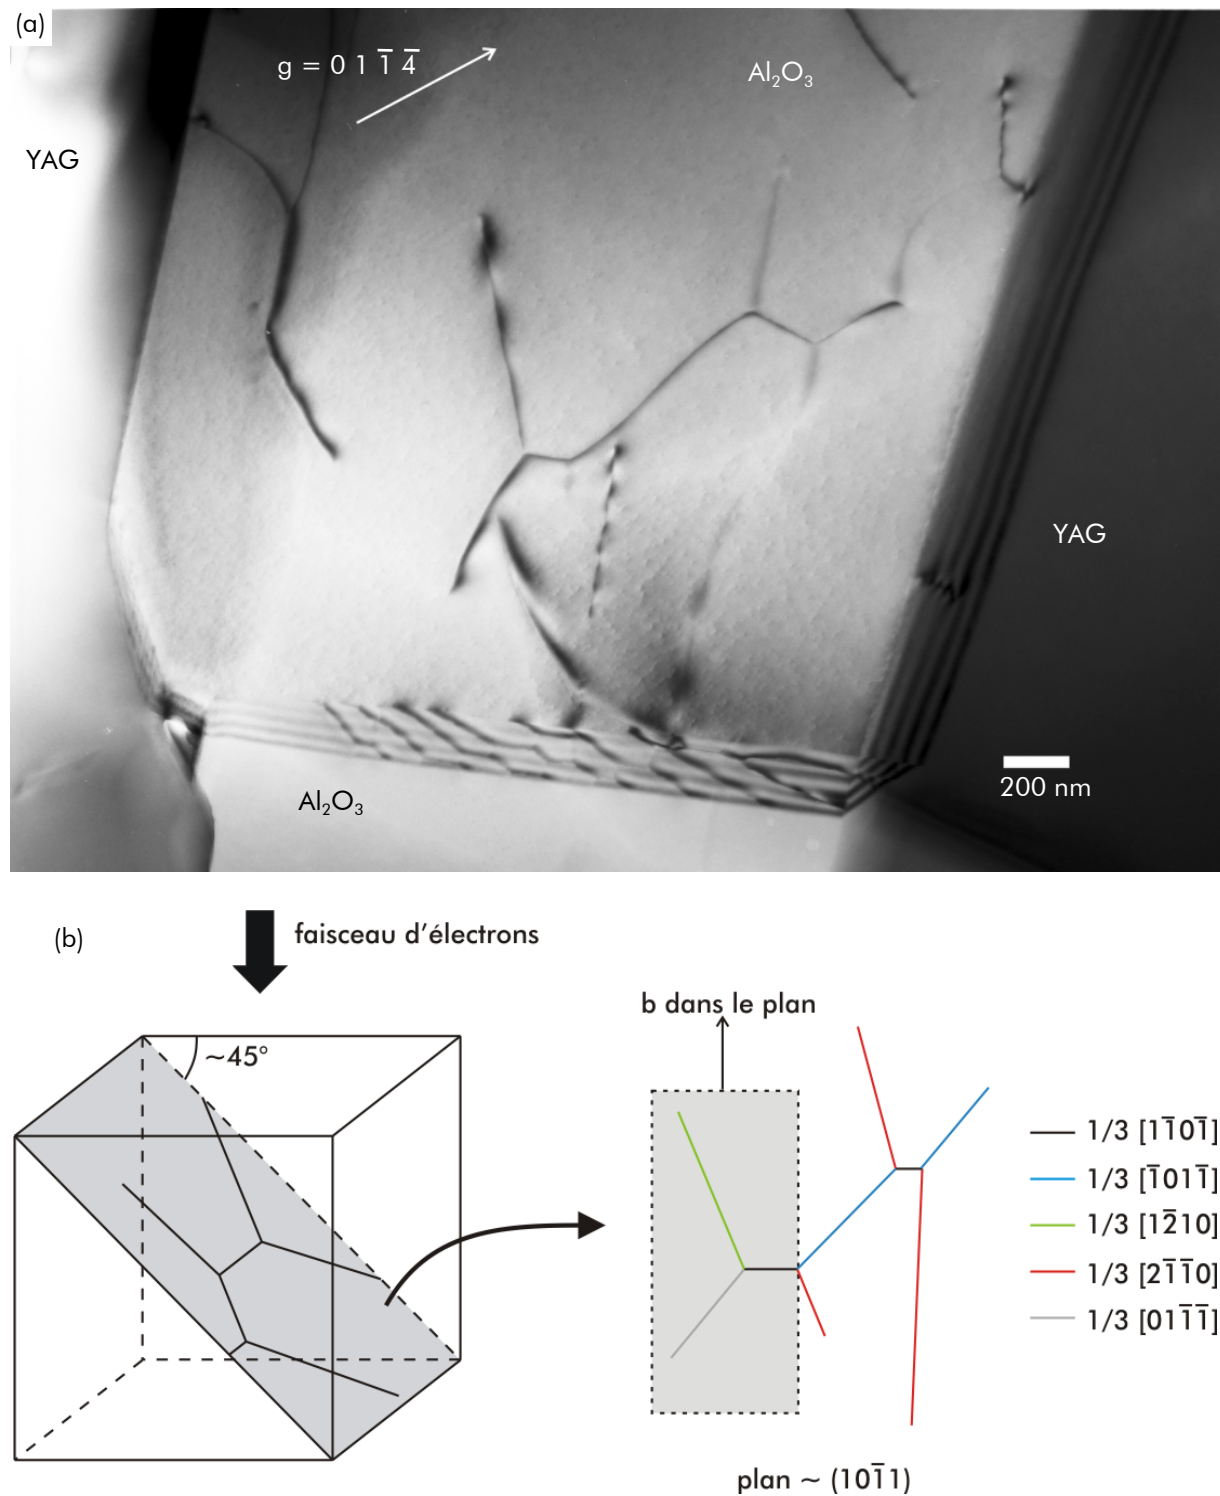 (a)
g = 0 1 1̅ 4̅
Al₂O₃
YAG
YAG
200 nm
Al₂O₃
(b)
faisceau d'électrons
~45°
b dans le plan
1/3 [11̅01̅]
1/3 [1̅011̅]
1/3 [12̅10]
1/3 [21̅1̅0]
1/3 [011̅1̅]
plan ~ (101̅1)